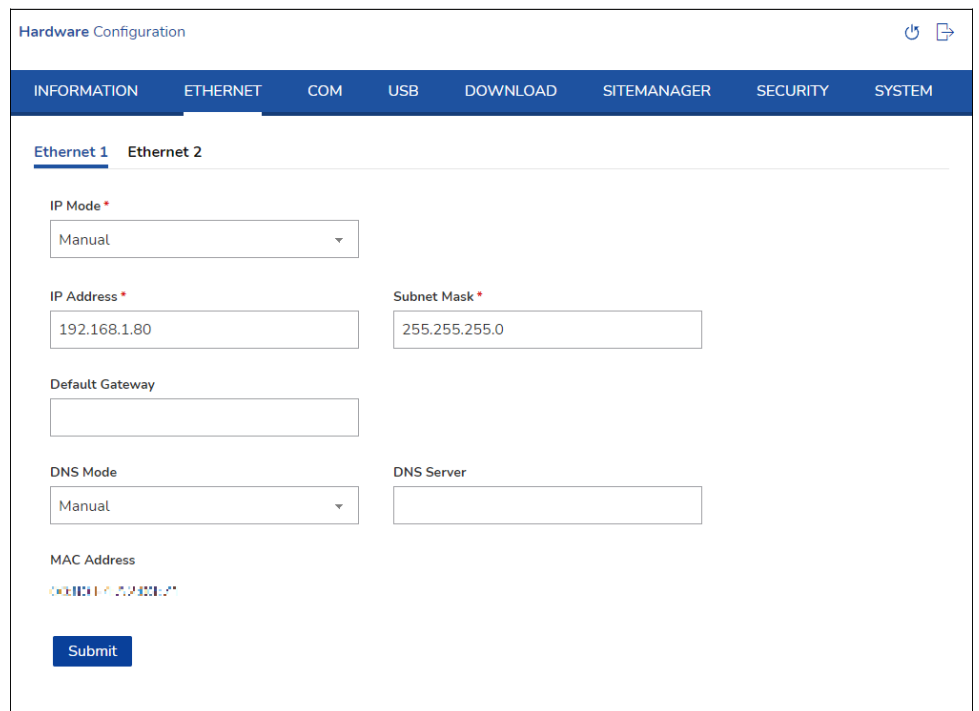 Hardware Configuration
INFORMATION ETHERNET COM USB DOWNLOAD SITEMANAGER SECURITY SYSTEM
Ethernet 1 Ethernet 2
IP Mode *
Manual
IP Address * Subnet Mask *
192.168.1.80 255.255.255.0
Default Gateway
DNS Mode DNS Server
Manual
MAC Address
Submit